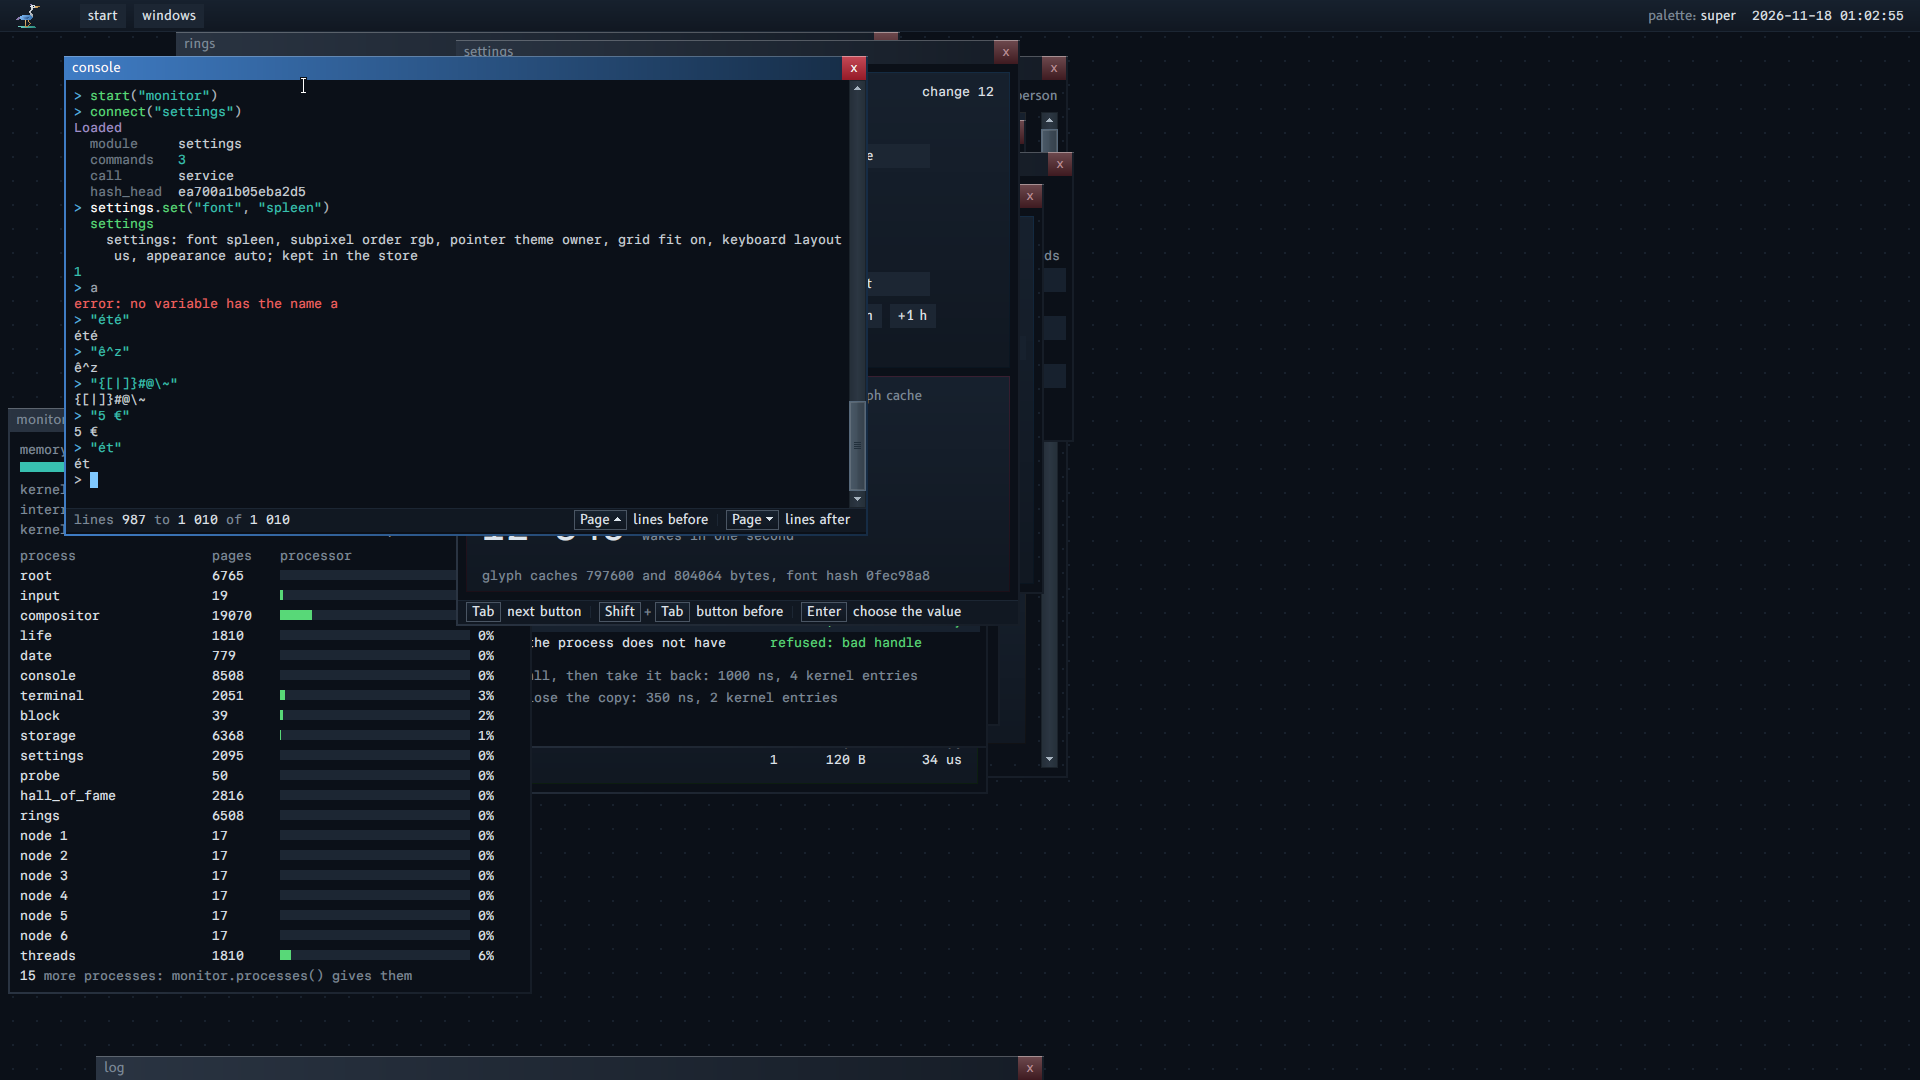 start windows palette: super 2026-11-18 01:02:55
rings
settings x
console x
> start("monitor")
> connect("settings")
Loaded
module settings
commands 3
call service
hash_head ea700a1b05eba2d5
> settings.set("font", "spleen")
settings
settings: font spleen, subpixel order rgb, pointer theme owner, grid fit on, keyboard layout
us, appearance auto; kept in the store
1
> a
error: no variable has the name a
> "été"
été
> "ê^z"
ê^z
> "{[|]}#@\~"
{[|]}#@\~
> "5 €"
5 €
> "ét"
ét
>
lines 987 to 1 010 of 1 010 Page lines before Page lines after
change 12
x
erson
x
x
ds
e
t
+1 h
ph cache
wakes in one second
glyph caches 797600 and 804064 bytes, font hash 0fec98a8
Tab next button Shift + Tab button before Enter choose the value
the process does not have refused: bad handle
all, then take it back: 1000 ns, 4 kernel entries
lose the copy: 350 ns, 2 kernel entries
1 120 B 34 us
monitor
memory
kernel
inter
kernel
process pages processor
root 6765
input 19
compositor 19070
life 1810 0%
date 779 0%
console 8508 0%
terminal 2051 3%
block 39 2%
storage 6368 1%
settings 2095 0%
probe 50 0%
hall_of_fame 2816 0%
rings 6508 0%
node 1 17 0%
node 2 17 0%
node 3 17 0%
node 4 17 0%
node 5 17 0%
node 6 17 0%
threads 1810 6%
15 more processes: monitor.processes() gives them
log x